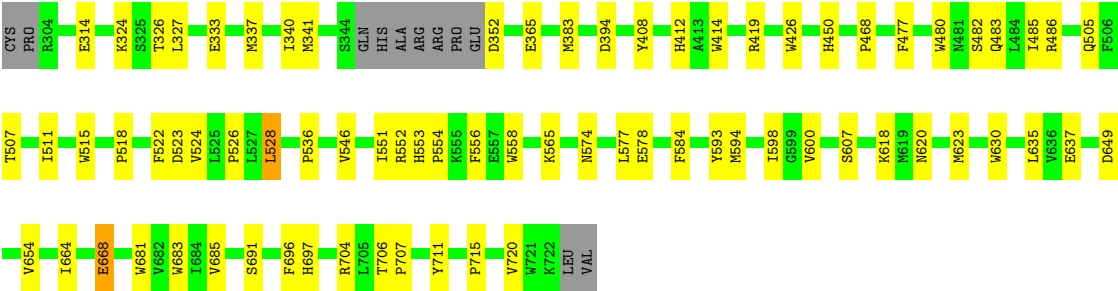 CYS PRO R304 E314 K324 S325 T326 L327 E333 M337 I340 M341 S344 GLN HIS ALA ARG ARG PRO GLU D352 E365 M383 D394 Y408 H412 A413 W414 R419 W426 H450 P468 F477 W480 N481 S482 Q483 L484 I485 R486 Q505 F506
T507 I511 W515 P518 F522 D523 V524 L525 P526 L527 L528 P536 V546 I551 R552 H553 P554 K555 F556 E557 W558 K565 N574 L577 E578 F584 Y593 M594 I598 G599 V600 S607 K618 M619 N620 M623 W630 L635 V636 E637 D649
V654 I664 E668 W681 V682 W683 I684 V685 S691 F696 H697 R704 L705 T706 P707 Y711 P715 V720 W721 K722 LEU VAL